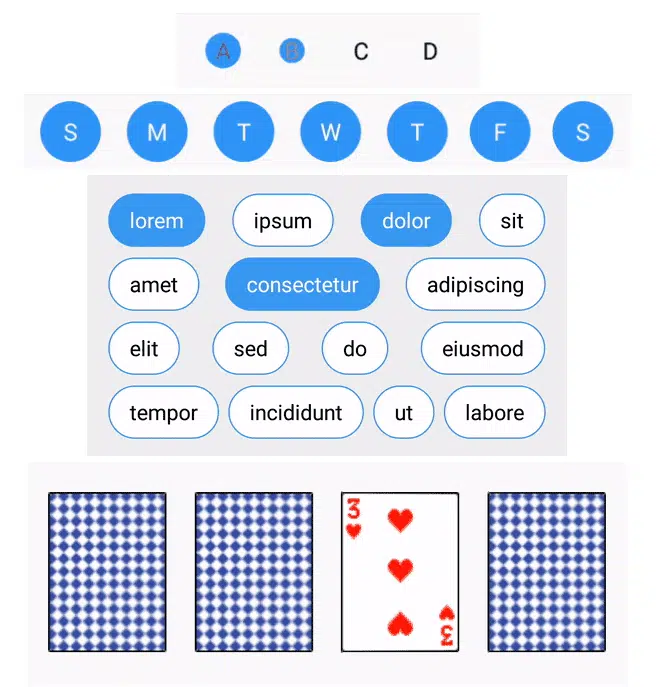 A B C D
S M T W T F S
lorem ipsum dolor sit
amet consectetur adipiscing
elit sed do eiusmod
tempor incididunt ut labore
3
3